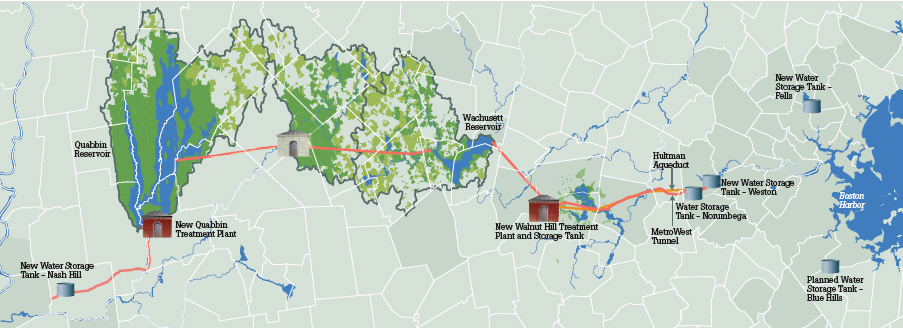 New Water
Storage Tank –
Fells
Wachusett
Reservoir
Quabbin
Reservoir
Hultman
Aqueduct
New Water Storage
Tank – Weston
Boston
Harbor
Water Storage
Tank – Norumbega
New Quabbin
Treatment Plant
New Walnut Hill Treatment
Plant and Storage Tank
MetroWest
Tunnel
New Water Storage
Tank – Nash Hill
Planned Water
Storage Tank –
Blue Hills